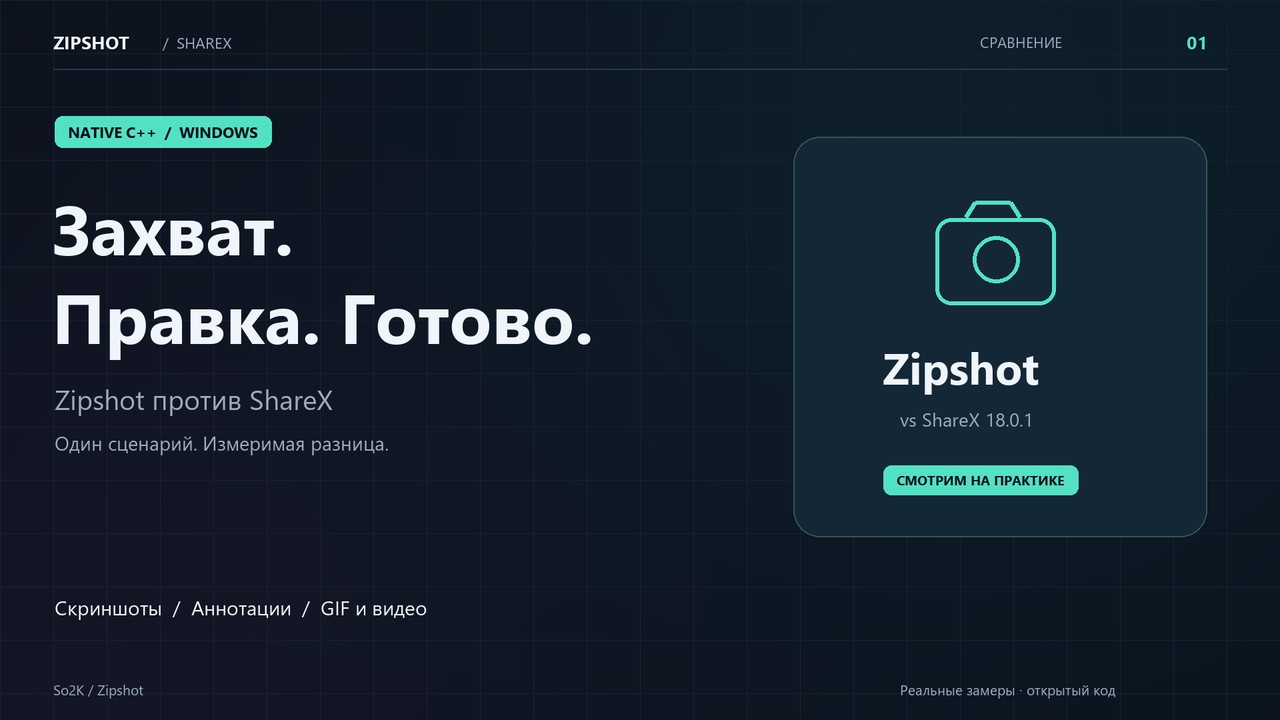 ZIPSHOT / SHAREX
СРАВНЕНИЕ 01
NATIVE C++ / WINDOWS
Захват.
Правка. Готово.
Zipshot против ShareX
Один сценарий. Измеримая разница.
Zipshot
vs ShareX 18.0.1
СМОТРИМ НА ПРАКТИКЕ
Скриншоты / Аннотации / GIF и видео
So2K / Zipshot
Реальные замеры · открытый код